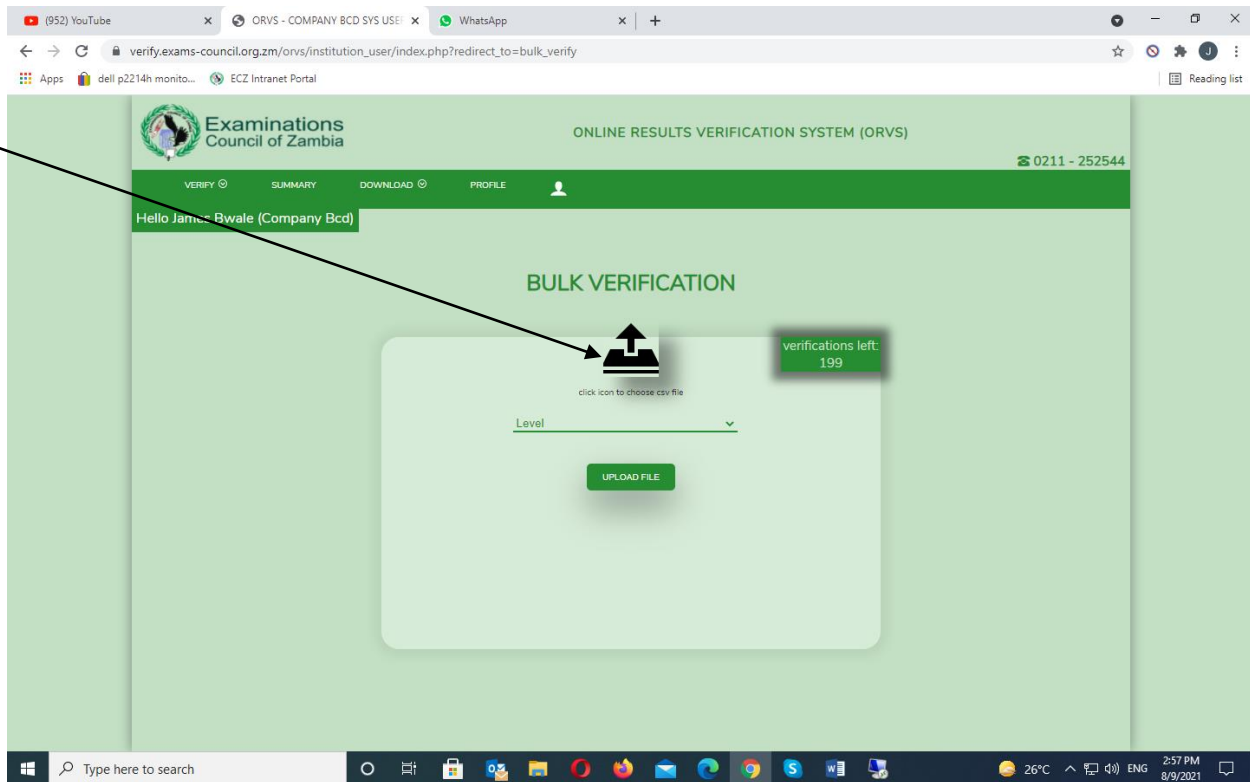 (952) YouTube
ORVS - COMPANY BCD SYS USE
WhatsApp
verify.exams-council.org.zm/orvs/institution_user/index.php?redirect_to=bulk_verify
J
Apps
dell p2214h monito...
ECZ Intranet Portal
Reading list
Examinations
Council of Zambia
ONLINE RESULTS VERIFICATION SYSTEM (ORVS)
0211 - 252544
VERIFY
SUMMARY
DOWNLOAD
PROFILE
Hello James Bwale (Company Bcd)
BULK VERIFICATION
verifications left:
199
click icon to choose csv file
Level
UPLOAD FILE
Type here to search
26°C
ENG
2:57 PM
8/9/2021